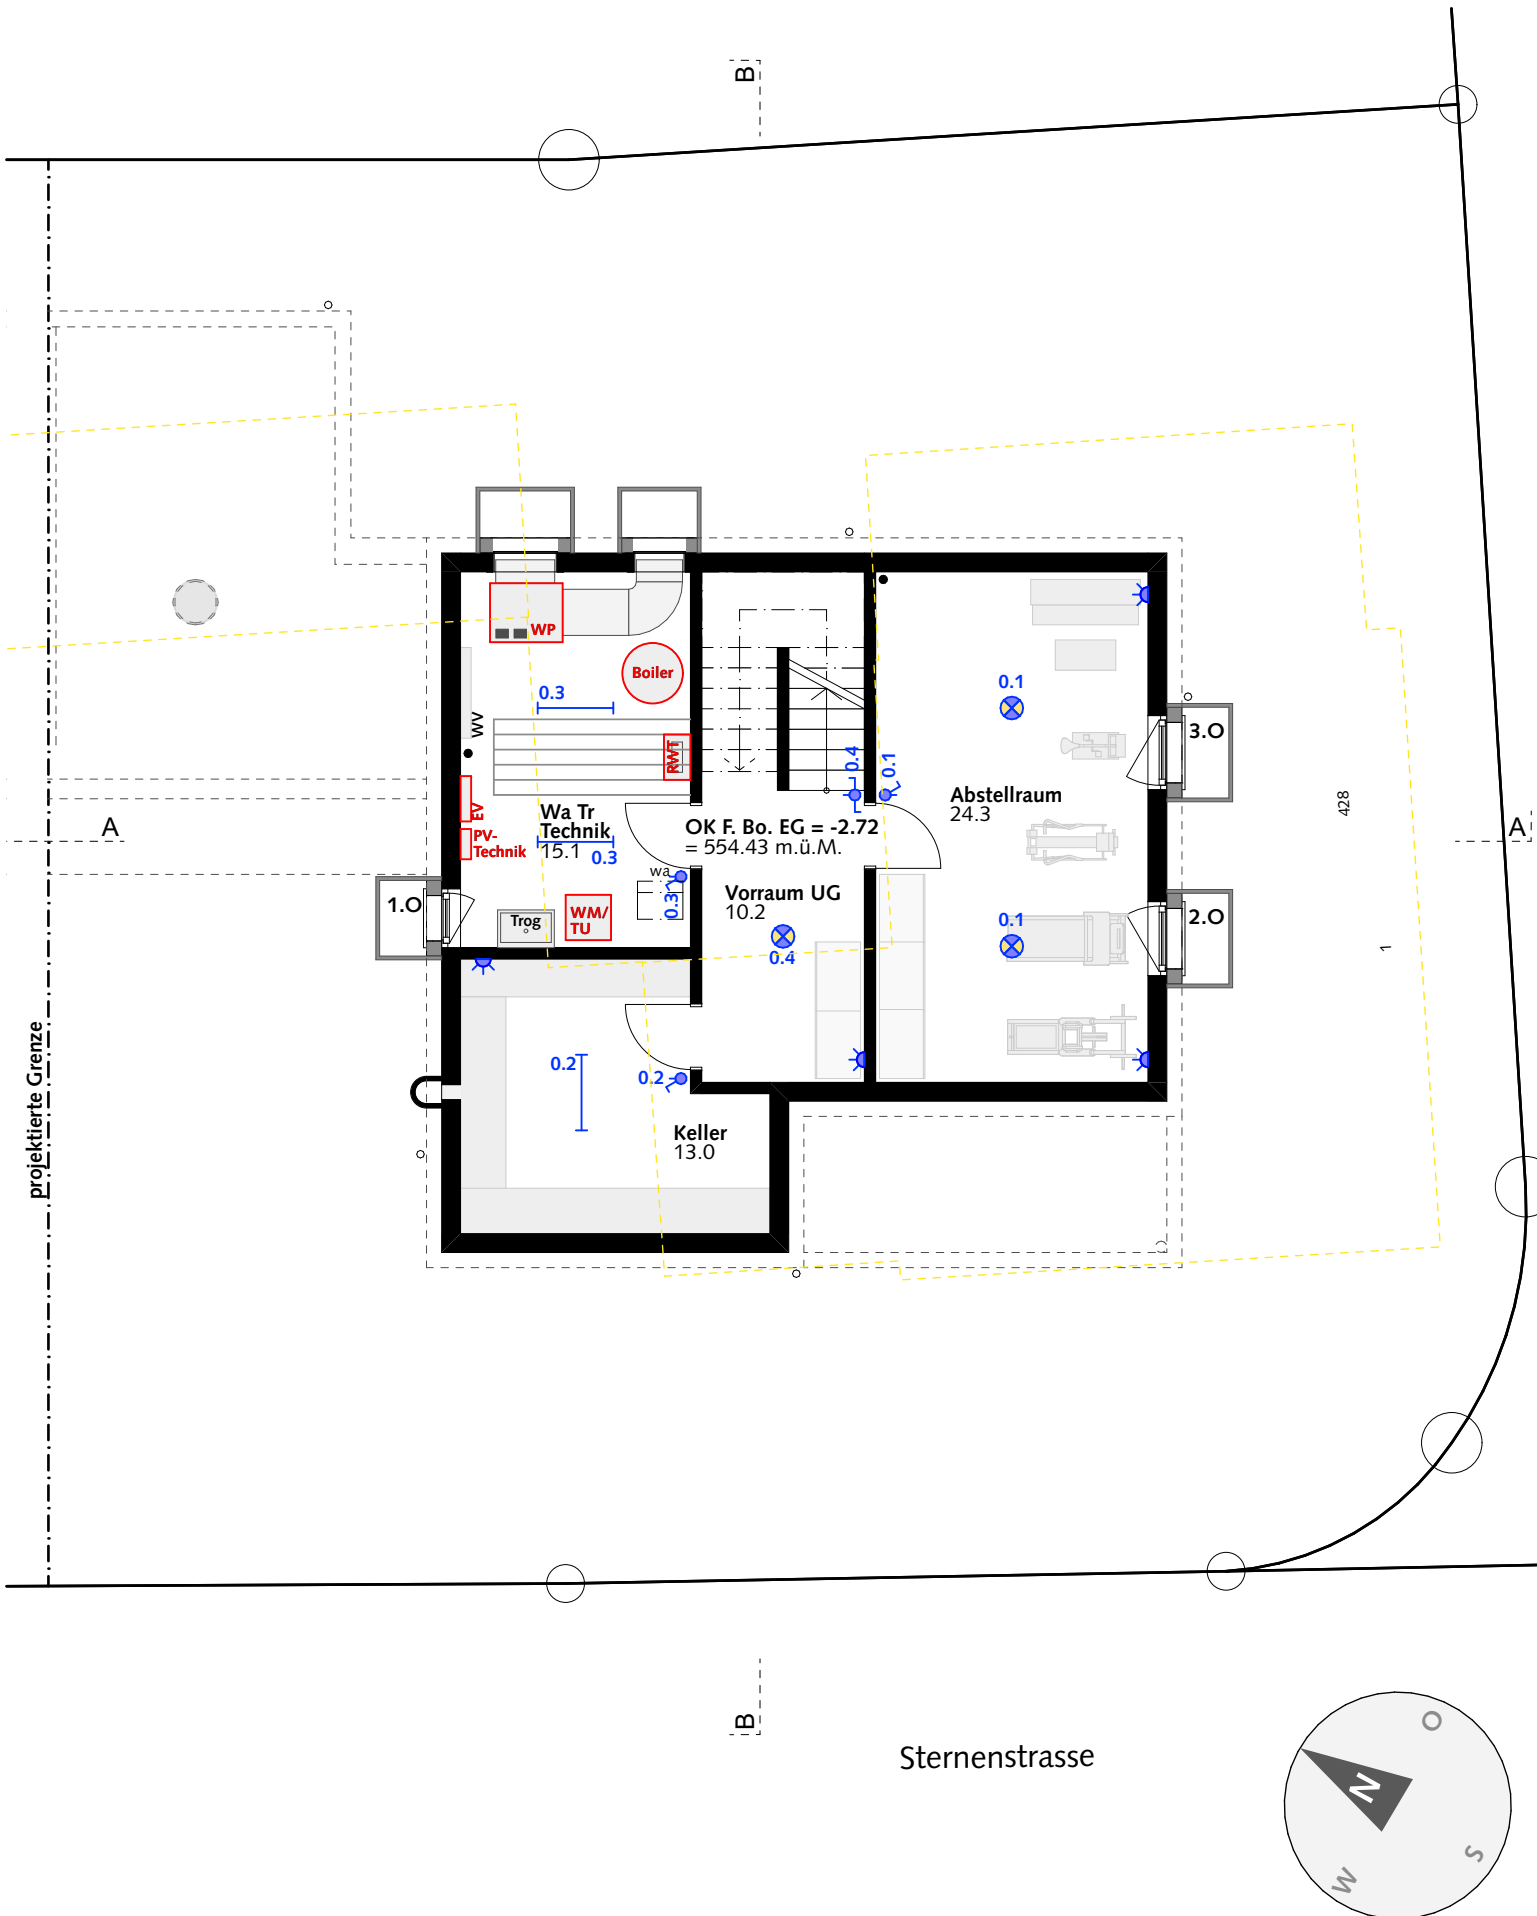 B
WP
Boiler
0.3
WV
RWT
0.4
0.1
0.1
3.O
EV
PV-
Technik
Wa Tr
Technik
15.1
0.3
OK F. Bo. EG = -2.72
= 554.43 m.ü.M.
Abstellraum
24.3
428
A
A
wa
0.3
Vorraum UG
10.2
0.4
0.1
2.O
1
1.O
Trog
WM/
TU
0.2
0.2
Keller
13.0
projektierte Grenze
B
Sternenstrasse
O
N
S
W